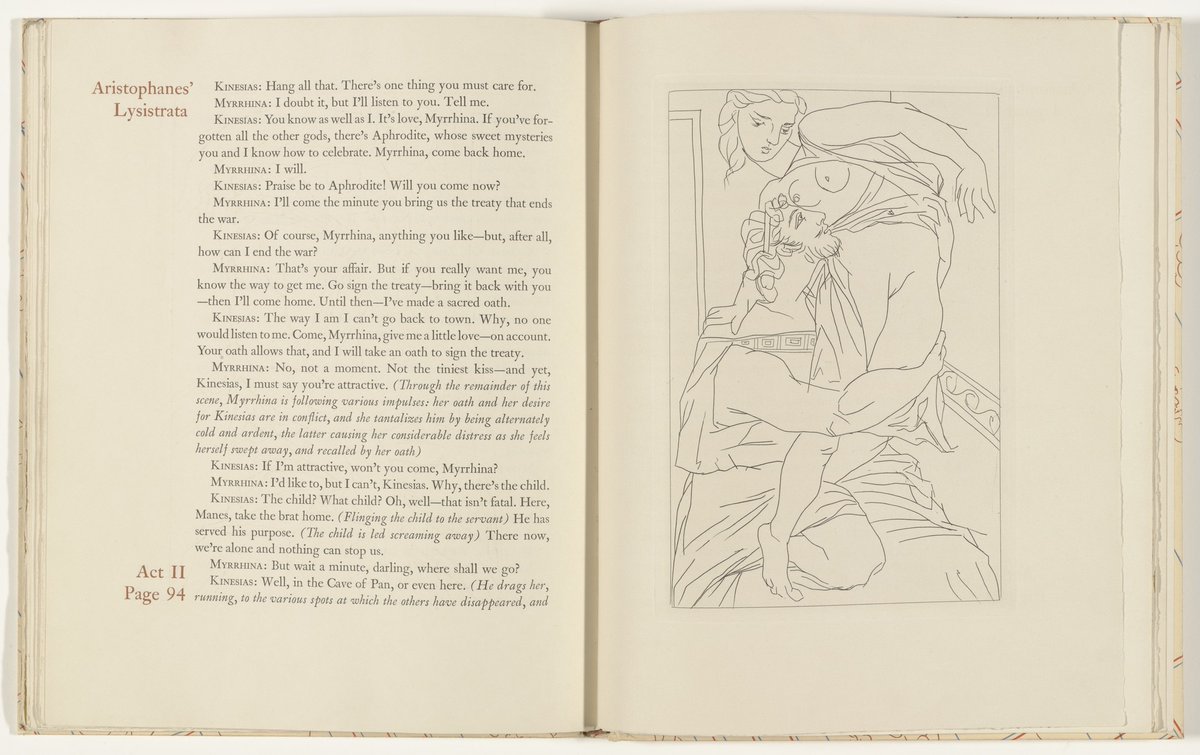 Aristophanes'
Lysistrata
KINESIAS: Hang all that. There's one thing you must care for.
MYRRHINA: I doubt it, but I'll listen to you. Tell me.
KINESIAS: You know as well as I. It's love, Myrrhina. If you've for-
gotten all the other gods, there's Aphrodite, whose sweet mysteries
you and I know how to celebrate. Myrrhina, come back home.
MYRRHINA: I will.
KINESIAS: Praise be to Aphrodite! Will you come now?
MYRRHINA: I'll come the minute you bring us the treaty that ends
the war.
KINESIAS: Of course, Myrrhina, anything you like—but, after all,
how can I end the war?
MYRRHINA: That's your affair. But if you really want me, you
know the way to get me. Go sign the treaty—bring it back with you
—then I'll come home. Until then—I've made a sacred oath.
KINESIAS: The way I am I can't go back to town. Why, no one
would listen to me. Come, Myrrhina, give me a little love—on account.
Your oath allows that, and I will take an oath to sign the treaty.
MYRRHINA: No, not a moment. Not the tiniest kiss—and yet,
Kinesias, I must say you're attractive. (Through the remainder of this
scene, Myrrhina is following various impulses: her oath and her desire
for Kinesias are in conflict, and she tantalizes him by being alternately
cold and ardent, the latter causing her considerable distress as she feels
herself swept away, and recalled by her oath)
KINESIAS: If I'm attractive, won't you come, Myrrhina?
MYRRHINA: I'd like to, but I can't, Kinesias. Why, there's the child.
KINESIAS: The child? What child? Oh, well—that isn't fatal. Here,
Manes, take the brat home. (Flinging the child to the servant) He has
served his purpose. (The child is led screaming away) There now,
we're alone and nothing can stop us.
MYRRHINA: But wait a minute, darling, where shall we go?
KINESIAS: Well, in the Cave of Pan, or even here. (He drags her,
running, to the various spots at which the others have disappeared, and
Act II
Page 94